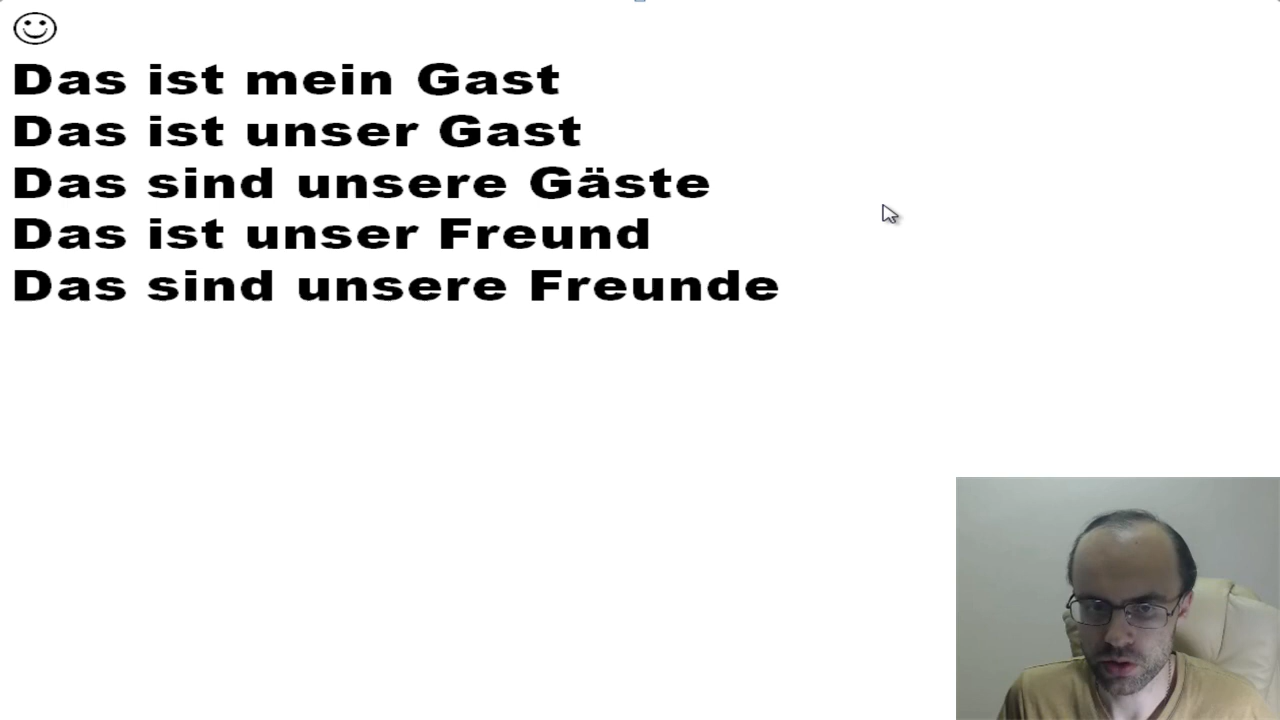 Das ist mein Gast
Das ist unser Gast
Das sind unsere Gäste
Das ist unser Freund
Das sind unsere Freunde